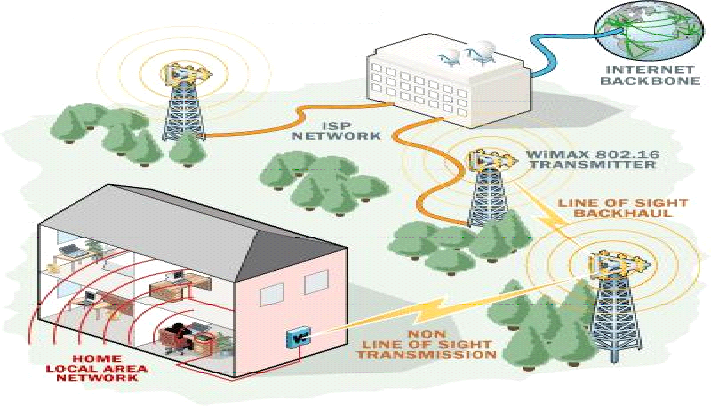 INTERNET
BACKBONE
ISP
NETWORK
WiMAX 802.16
TRANSMITTER
LINE OF SIGHT
BACKHAUL
NON
LINE OF SIGHT
TRANSMISSION
HOME
LOCAL AREA
NETWORK